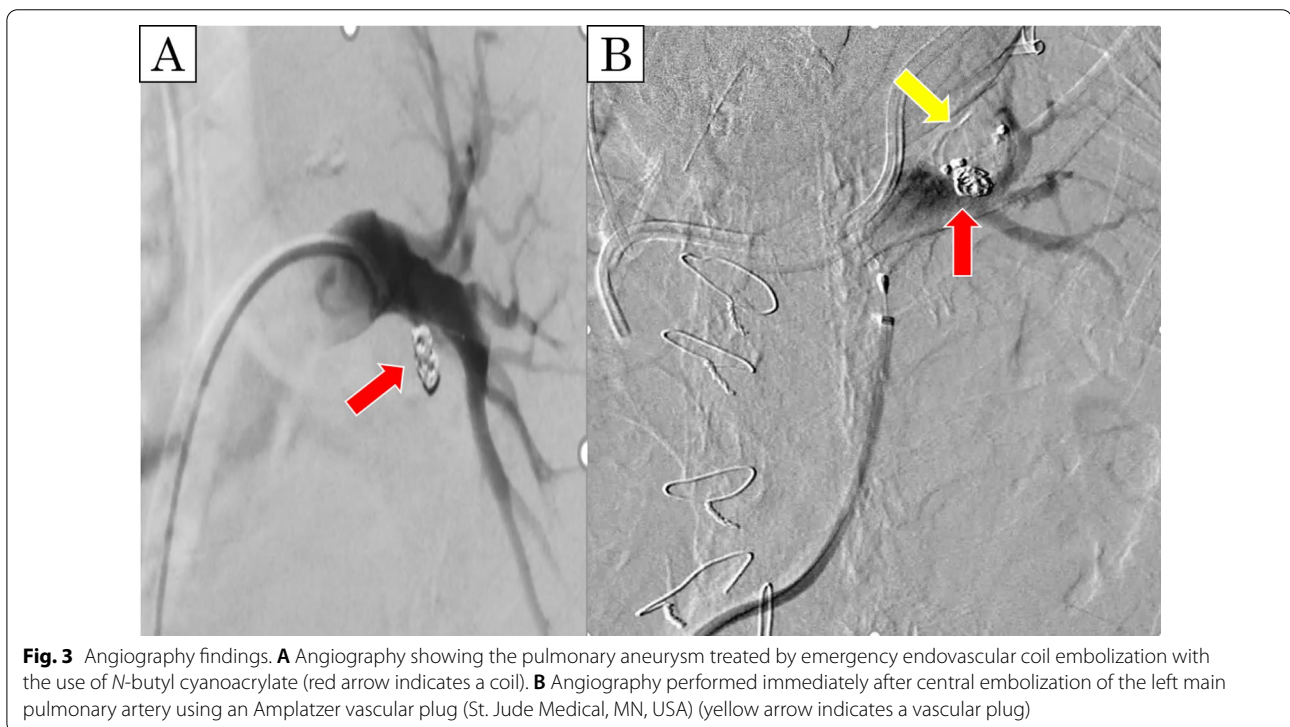 A
B
Fig. 3 Angiography findings. A Angiography showing the pulmonary aneurysm treated by emergency endovascular coil embolization with
the use of N-butyl cyanoacrylate (red arrow indicates a coil). B Angiography performed immediately after central embolization of the left main
pulmonary artery using an Amplatzer vascular plug (St. Jude Medical, MN, USA) (yellow arrow indicates a vascular plug)